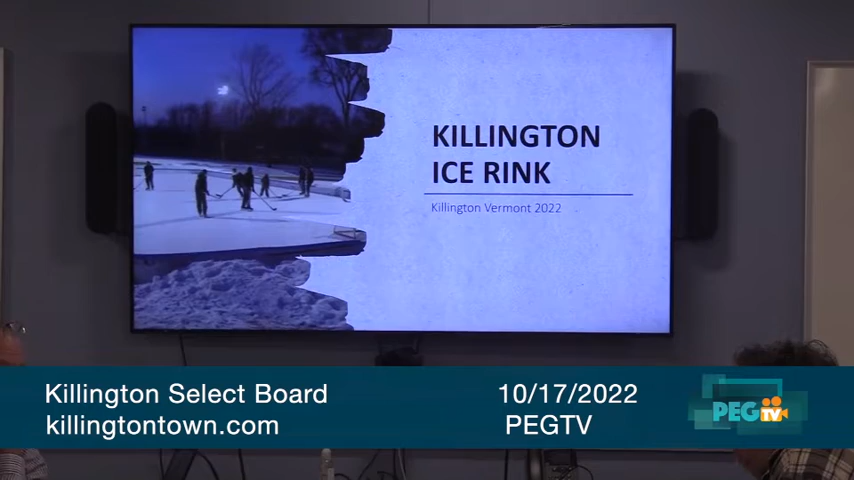 KILLINGTON
ICE RINK
Killington Vermont 2022
Killington Select Board
killingtontown.com
10/17/2022
PEGTV
PEGTV